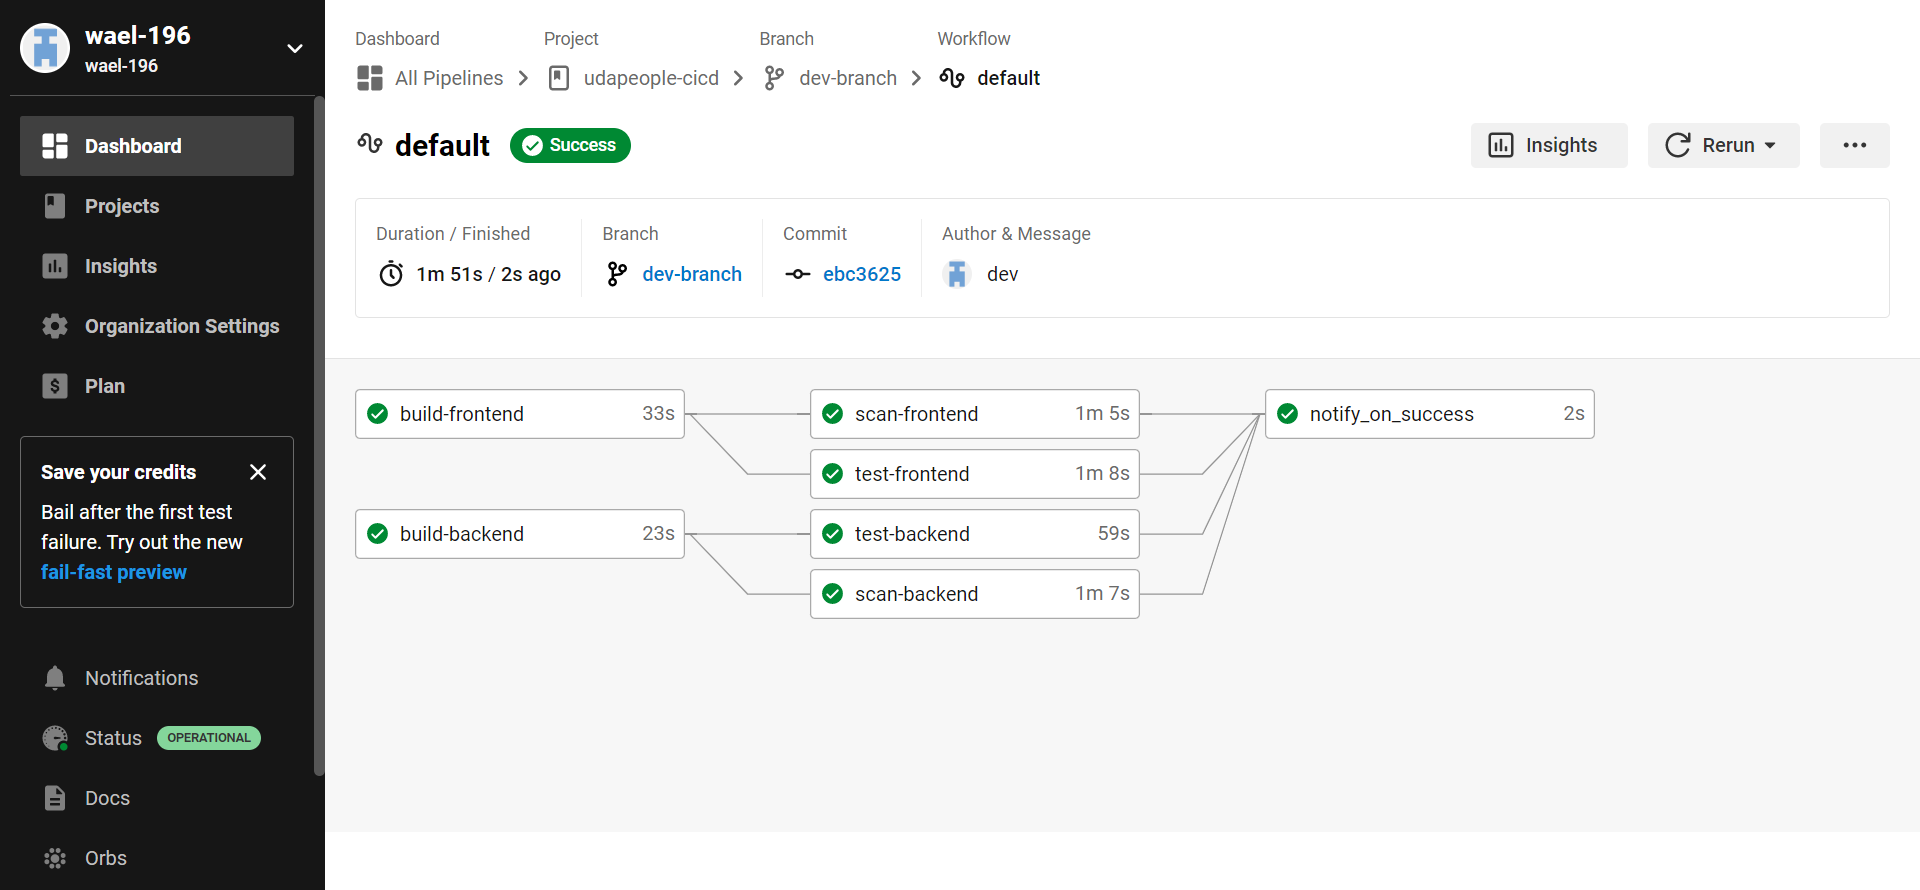 wael-196
wael-196
Dashboard
Projects
Insights
Organization Settings
Plan
Save your credits
Bail after the first test
failure. Try out the new
fail-fast preview
Notifications
Status OPERATIONAL
Docs
Orbs
Dashboard Project Branch Workflow
All Pipelines udapeople-cicd dev-branch default
default Success Insights Rerun
Duration / Finished Branch Commit Author & Message
1m 51s / 2s ago dev-branch ebc3625 dev
build-frontend 33s scan-frontend 1m 5s notify_on_success 2s
test-frontend 1m 8s
build-backend 23s test-backend 59s
scan-backend 1m 7s